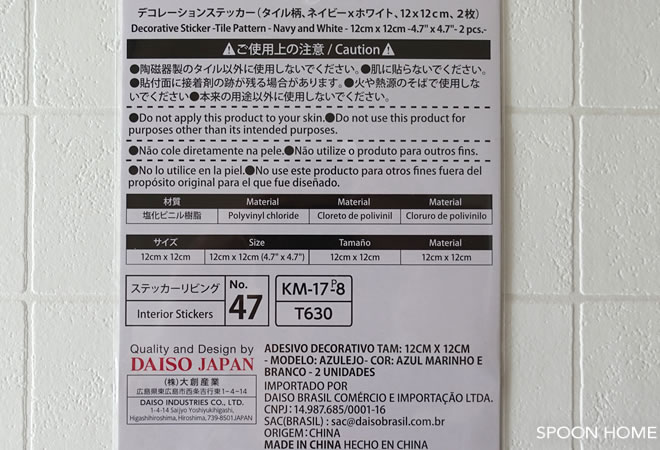 デコレーションステッカー(タイル柄、ネイビーxホワイト、12x12cm、2枚)
Decorative Sticker -Tile Pattern - Navy and White - 12cm x 12cm -4.7" x 4.7"- 2 pcs.-
ご使用上の注意 / Caution
●陶磁器製のタイル以外に使用しないでください。●肌に貼らないでください。
●貼付面に接着剤の跡が残る場合があります。●火や熱源のそばで使用しな
いでください●本来の用途以外に使用しないでください。
●Do not apply this product to your skin.●Do not use this product for
purposes other than its intended purposes.
●Não cole diretamente na pele.●Não utilize o produto para outros fins.
●No lo utilice en la piel.●No use este producto para otros fines fuera del
propósito original para el que fue diseñado.
材質 Material Material Material
塩化ビニル樹脂 Polyvinyl chloride Cloreto de polivinil Cloruro de polivinilo
サイズ Size Tamaño Material
12cm x 12cm 12cm x 12cm (4.7" x 4.7") 12cm x 12cm 12cm x 12cm
ステッカーリビング No. 47
Interior Stickers
KM-17 P-8
T630
Quality and Design by
DAISO JAPAN
(株)大創産業
広島県東広島市西条吉行東1-4-14
DAISO INDUSTRIES CO., LTD.
1-4-14 Saijyo Yoshiyukihigashi,
Higashihiroshima, Hiroshima, 739-8501,JAPAN
ADESIVO DECORATIVO TAM: 12CM X 12CM
- MODELO: AZULEJO- COR: AZUL MARINHO E
BRANCO - 2 UNIDADES
IMPORTADO POR
DAISO BRASIL COMÉRCIO E IMPORTAÇÃO LTDA.
CNPJ: 14.987.685/0001-16
SAC(BRASIL) : sac@daisobrasil.com.br
ORIGEM:CHINA
MADE IN CHINA HECHO EN CHINA
SPOON HOME